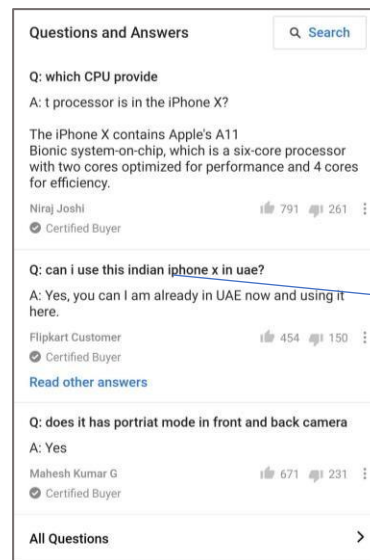 Questions and Answers
Search
Q: which CPU provide
A: t processor is in the iPhone X?
The iPhone X contains Apple's A11
Bionic system-on-chip, which is a six-core processor
with two cores optimized for performance and 4 cores
for efficiency.
Niraj Joshi 791 261
Certified Buyer
Q: can i use this indian iphone x in uae?
A: Yes, you can I am already in UAE now and using it
here.
Flipkart Customer 454 150
Certified Buyer
Read other answers
Q: does it has portriat mode in front and back camera
A: Yes
Mahesh Kumar G 671 231
Certified Buyer
All Questions